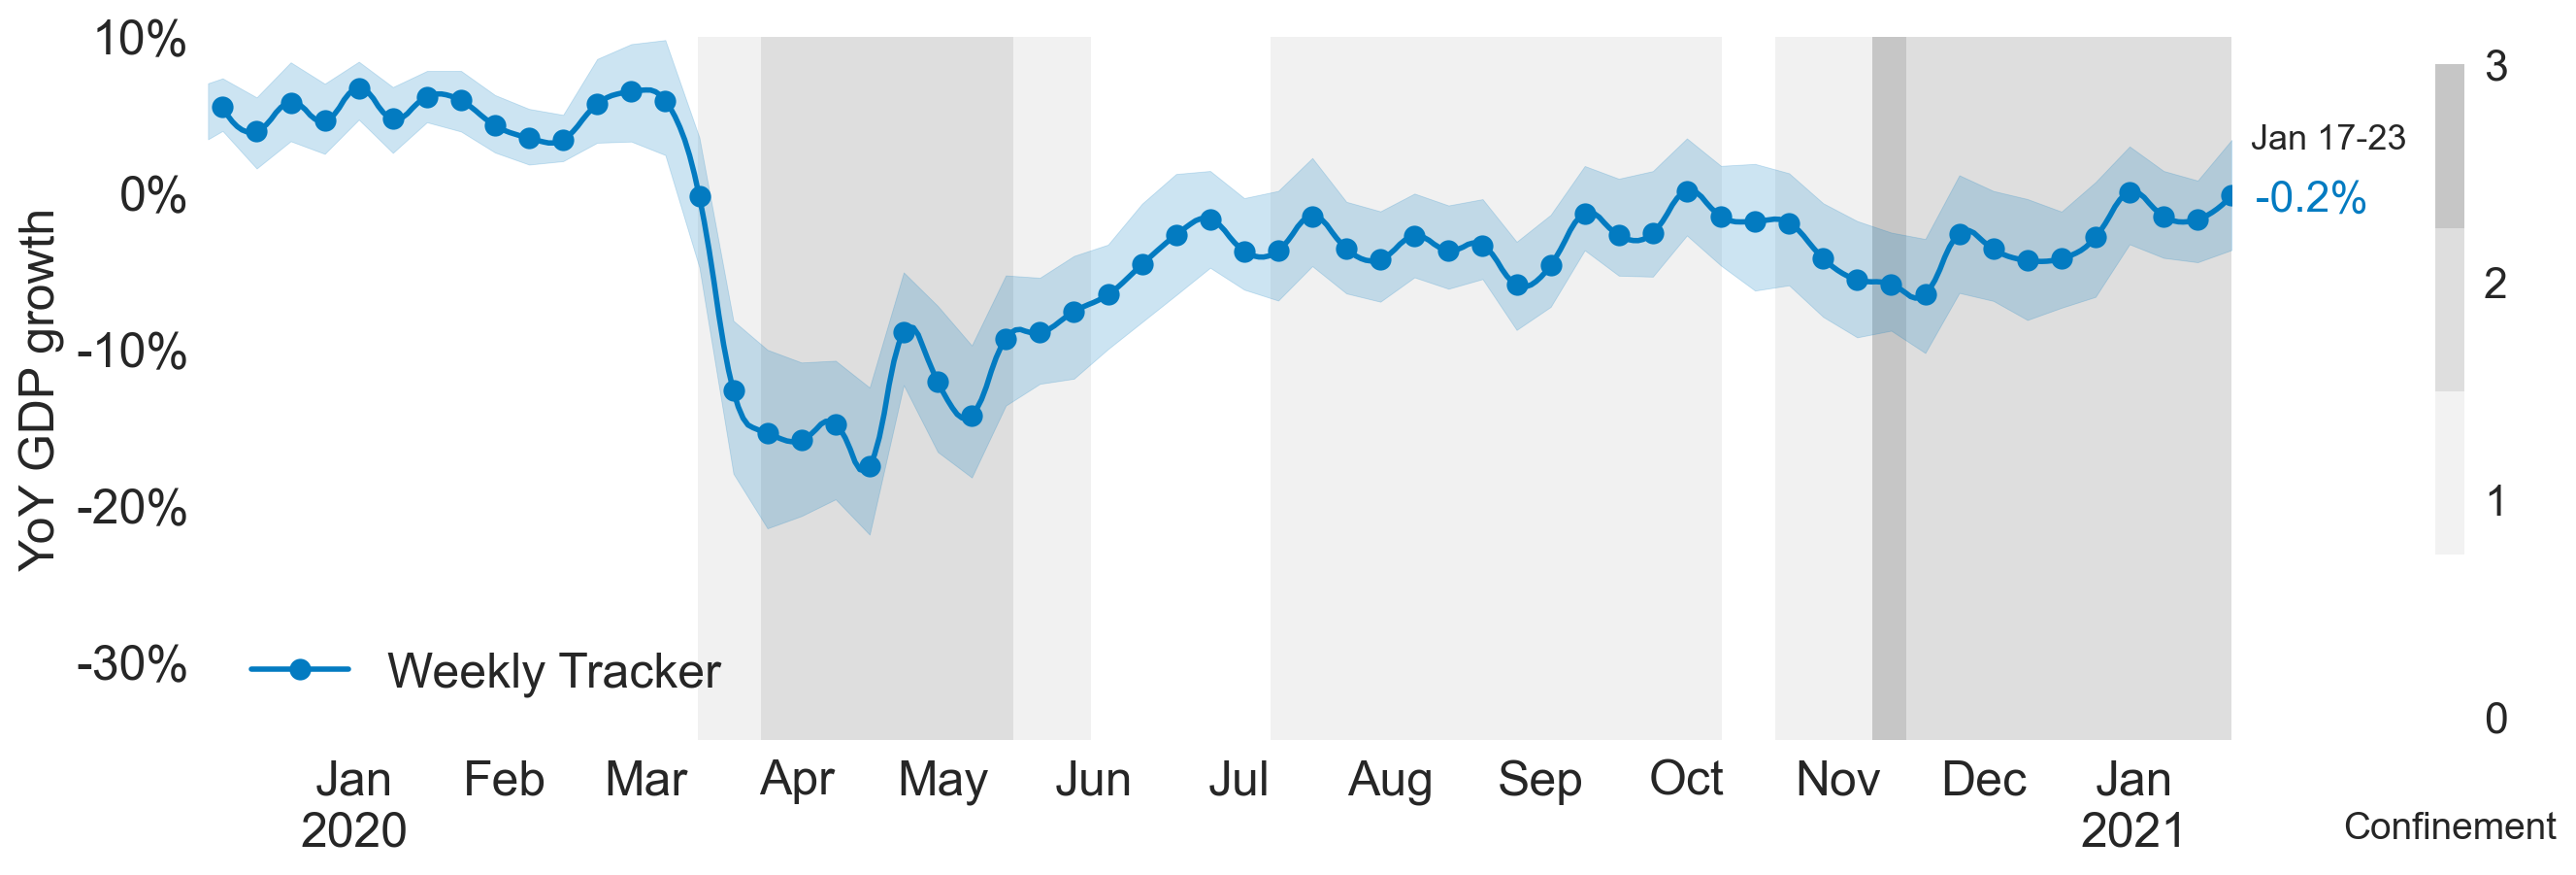 10%
0%
-10%
-20%
-30%
YoY GDP growth
Weekly Tracker
Jan Feb Mar Apr May Jun Jul Aug Sep Oct Nov Dec Jan
2020 2021
Jan 17-23
-0.2%
3
2
1
0
Confinement